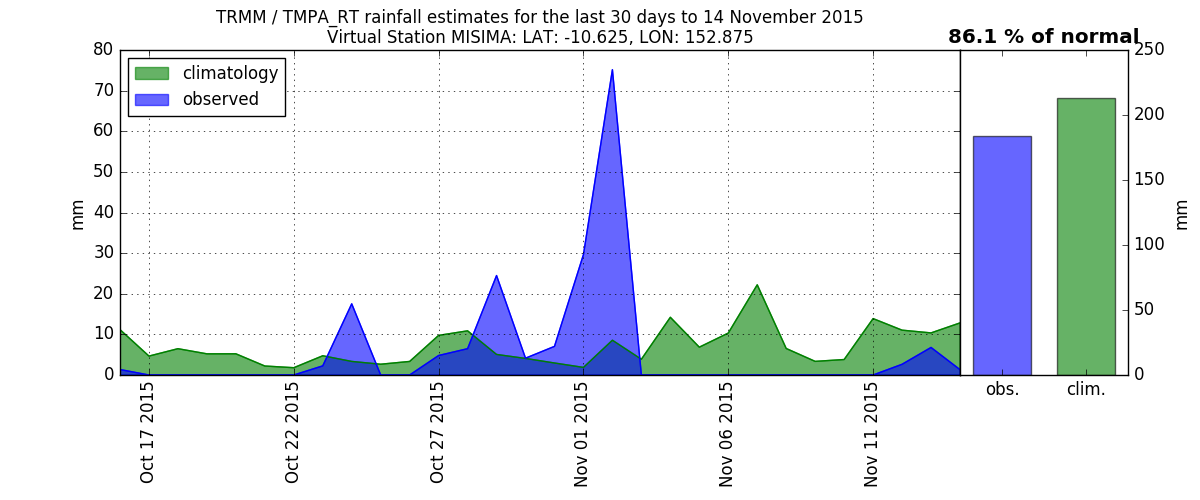 TRMM / TMPA_RT rainfall estimates for the last 30 days to 14 November 2015
Virtual Station MISIMA: LAT: -10.625, LON: 152.875
86.1 % of normal
climatology
observed
80
70
60
50
40
30
20
10
0
mm
Oct 17 2015
Oct 22 2015
Oct 27 2015
Nov 01 2015
Nov 06 2015
Nov 11 2015
250
200
150
100
50
0
mm
obs.
clim.